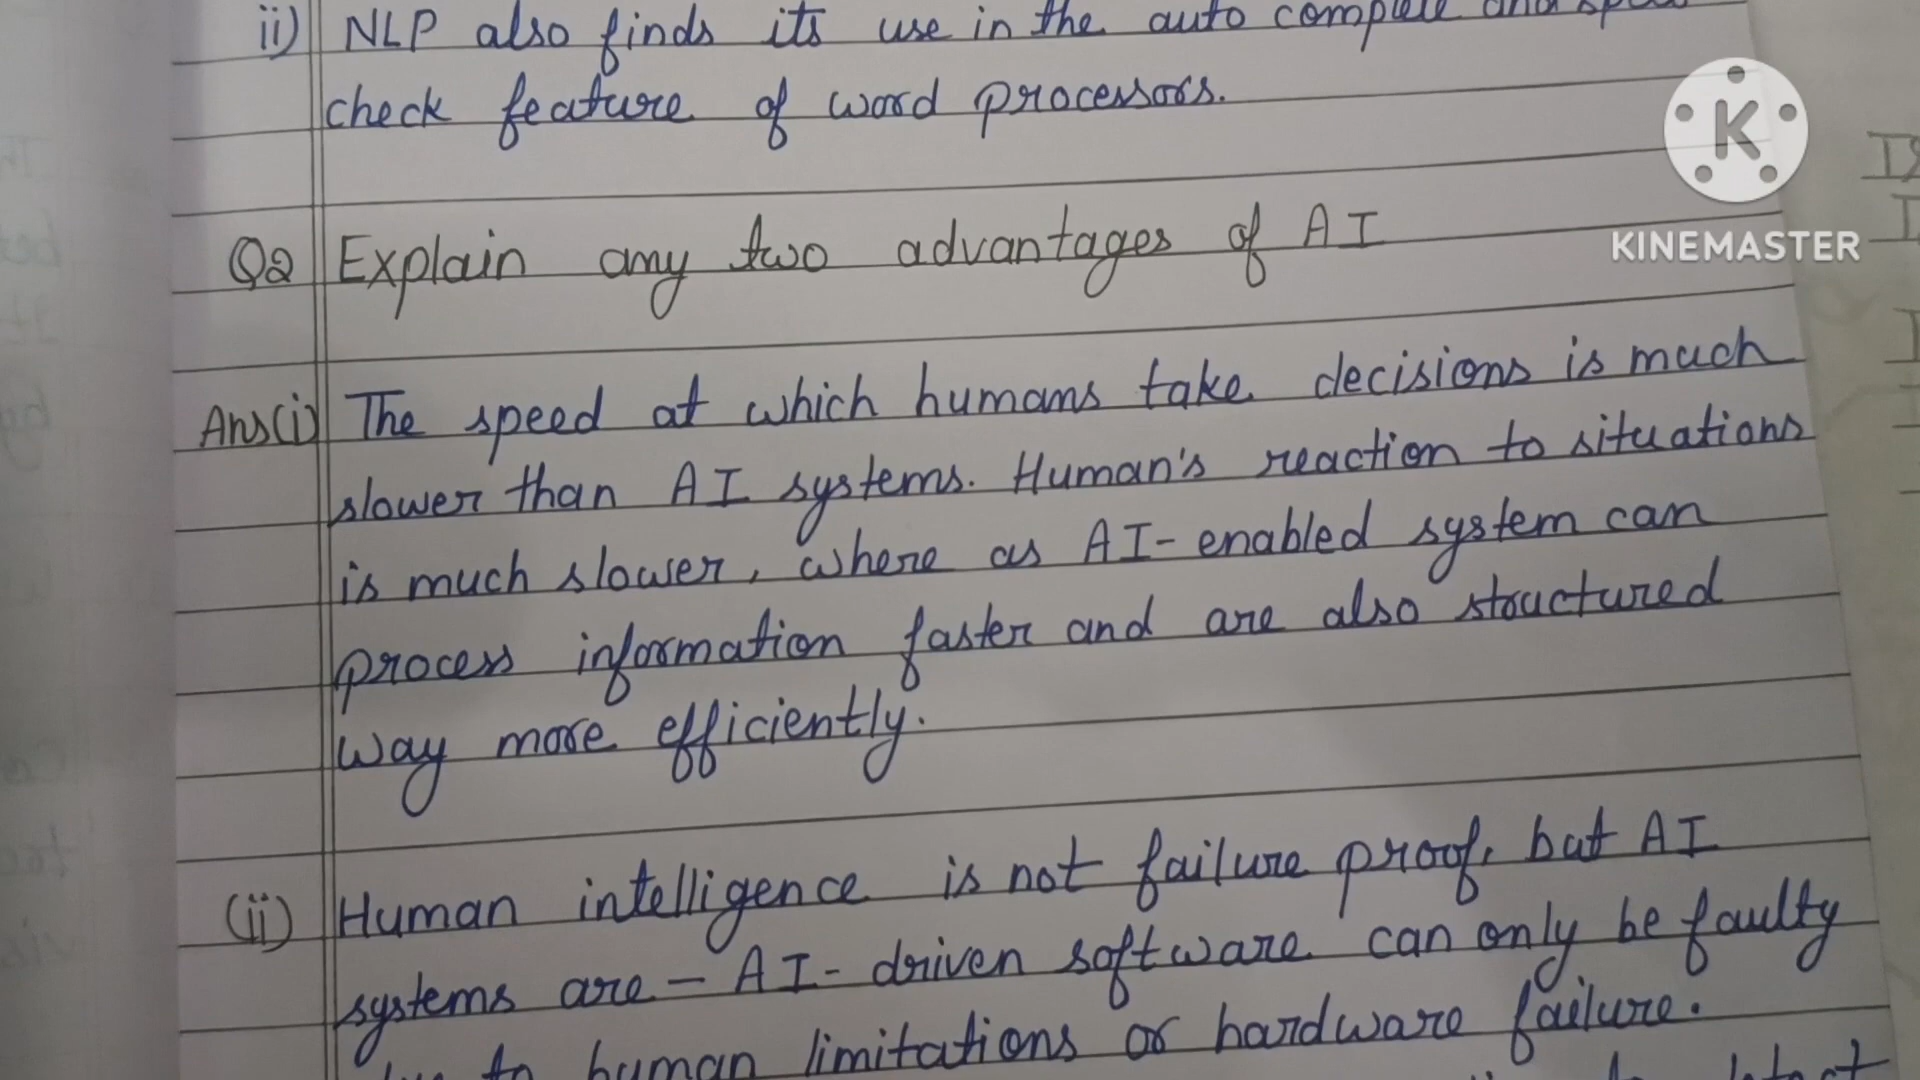 ii) NLP also finds its use in the auto complete and
check feature of word processors.
KINEMASTER
Q2 Explain any two advantages of AI
Ans(i) The speed at which humans take decisions is much
slower than AI systems. Human's reaction to situations
is much slower, where as AI-enabled system can
process information faster and are also structured
way more efficiently.
(ii) Human intelligence is not failure proof, but AI
systems are - AI-driven software can only be faulty
to human limitations or hardware failure.